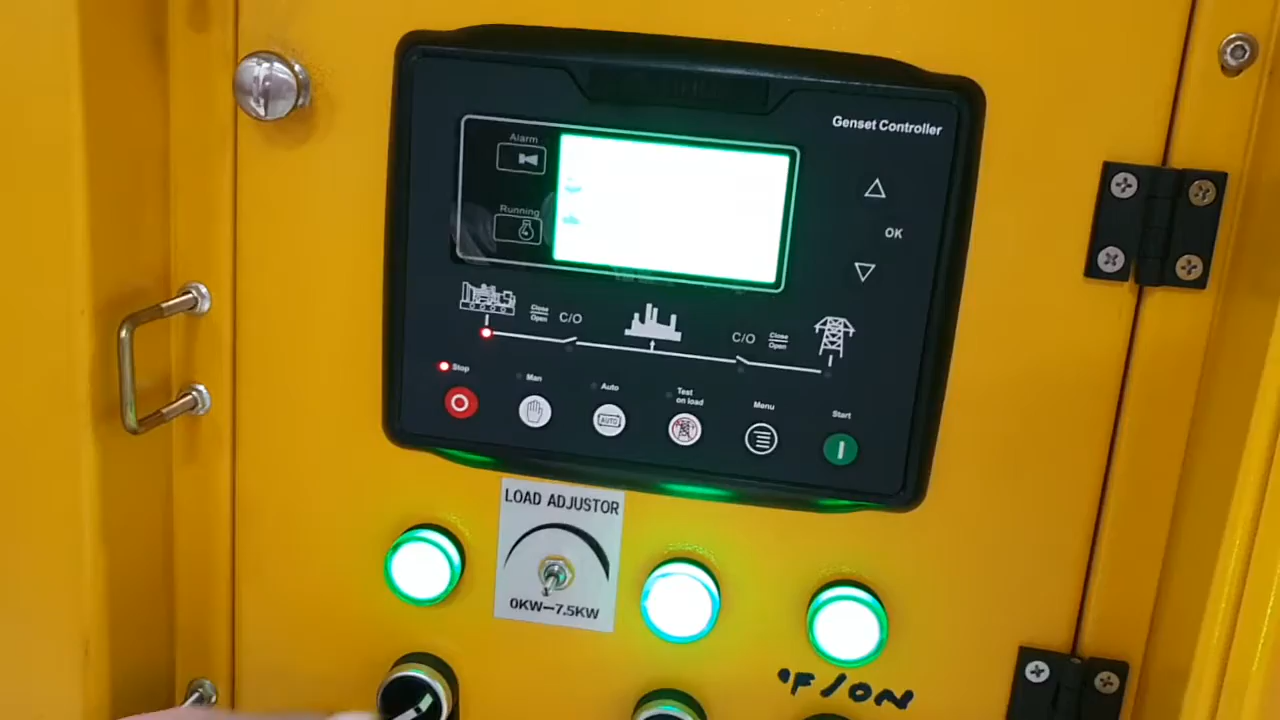 Genset Controller
Alarm
Running
OK
Close
Open
C/O
C/O
Close
Open
Stop
Man
Auto
Test
on load
Menu
Start
AUTO
LOAD ADJUSTOR
0KW-7.5KW
F/ON